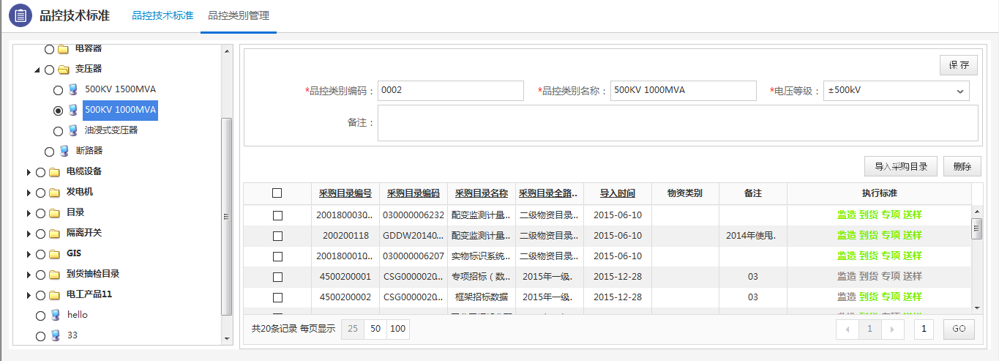 品控技术标准 品控技术标准 品控类别管理
电容器
变压器
500KV 1500MVA
500KV 1000MVA
油浸式变压器
断路器
电缆设备
发电机
目录
隔离开关
GIS
到货抽检目录
电工产品11
hello
33
保 存
*品控类别编码： 0002 *品控类别名称： 500KV 1000MVA *电压等级： ±500kV
备注：
导入采购目录 删除
采购目录编号 采购目录编码 采购目录名称 采购目录全路.. 导入时间 物资类别 备注 执行标准
2001800030... 030000006232 配变监测计量... 二级物资目录... 2015-06-10 监造 到货 专项 送样
200200118 GDDW20140... 配变监测计量... 二级物资目录... 2015-06-10 2014年使用. 监造 到货 专项 送样
2001800010... 030000006207 实物标识系统... 二级物资目录... 2015-06-10 监造 到货 专项 送样
4500200001 CSG0000020... 专项招标（数... 2015年一级. 2015-12-28 03 监造 到货 专项 送样
4500200002 CSG0000020... 框架招标数据 2015年一级. 2015-12-28 03 监造 到货 专项 送样
共20条记录 每页显示 25 50 100 1 1 GO